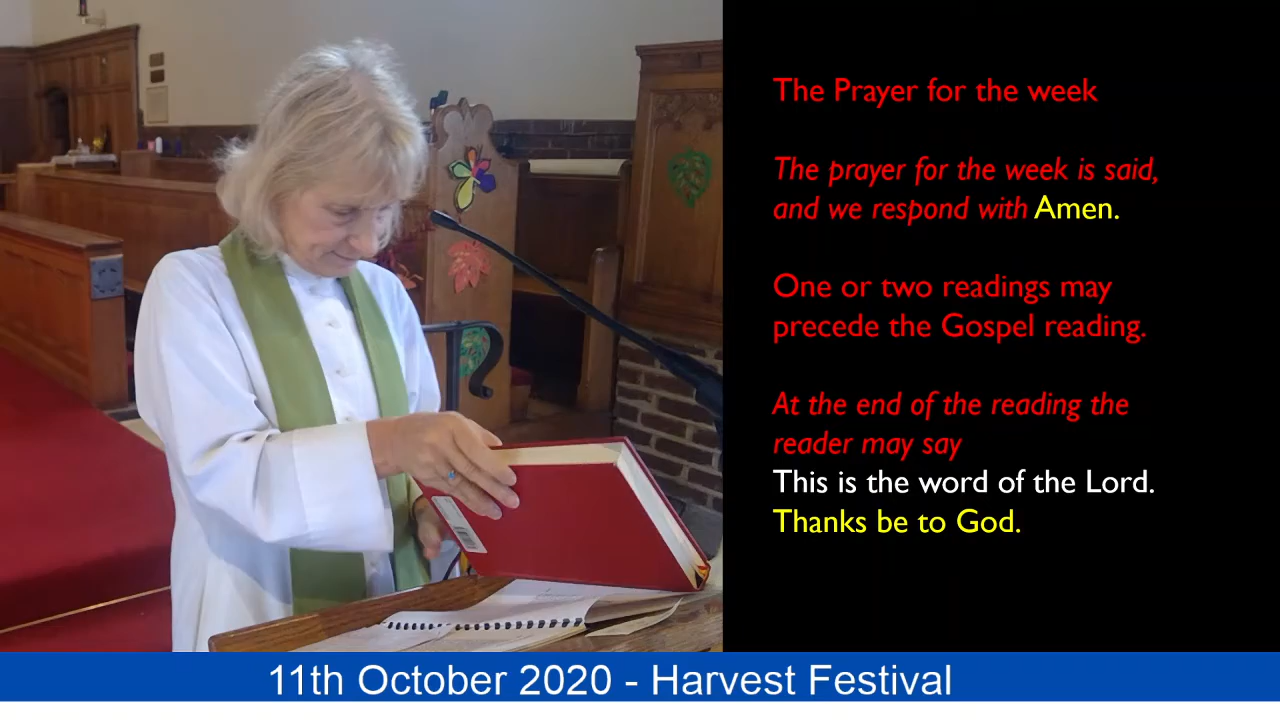 The Prayer for the week
The prayer for the week is said,
and we respond with Amen.
One or two readings may
precede the Gospel reading.
At the end of the reading the
reader may say
This is the word of the Lord.
Thanks be to God.
11th October 2020 - Harvest Festival